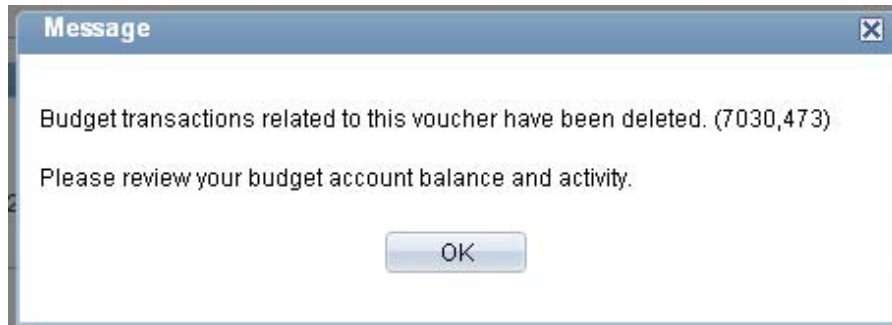 Message
Budget transactions related to this voucher have been deleted. (7030,473)
Please review your budget account balance and activity.
OK